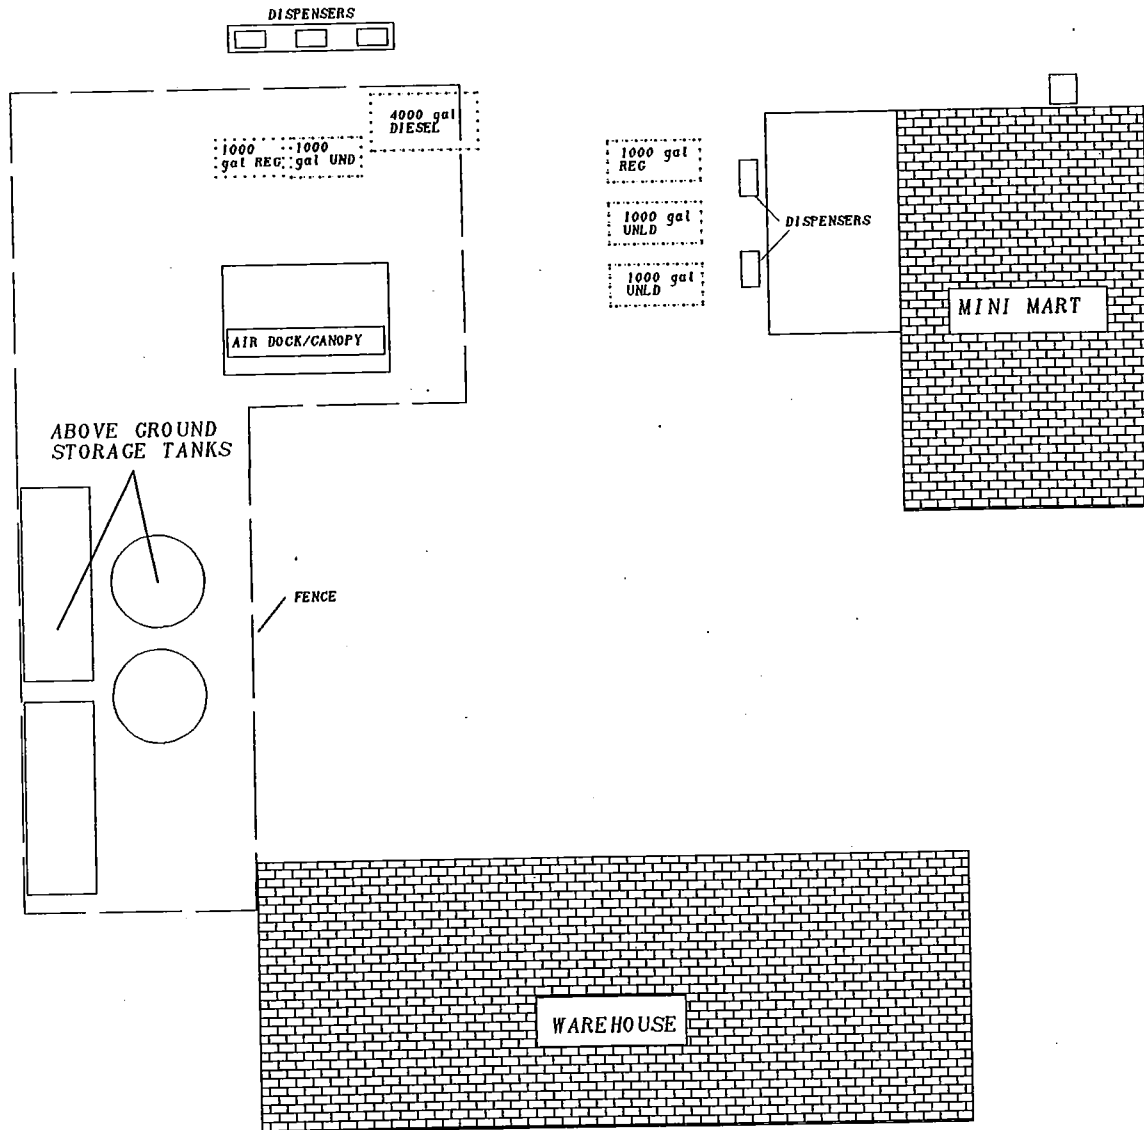 DISPENSERS
4000 gal
DIESEL
1000
gal REG
1000
gal UND
1000 gal
REG
1000 gal
UNLD
1000 gal
UNLD
DISPENSERS
MINI MART
AIR DOCK/CANOPY
ABOVE GROUND
STORAGE TANKS
FENCE
WAREHOUSE